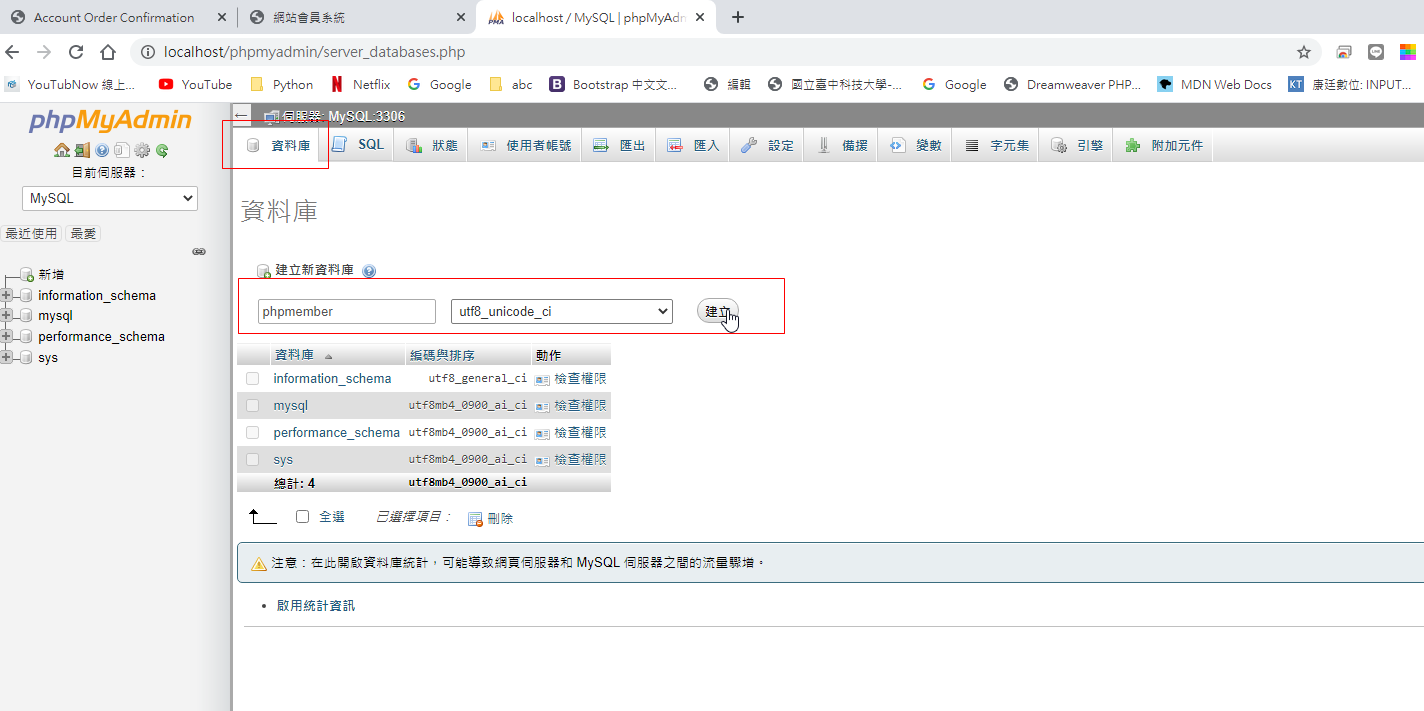 Account Order Confirmation
網站會員系統
localhost / MySQL | phpMyAdn
localhost/phpmyadmin/server_databases.php
YouTubNow 線上... YouTube Python Netflix Google abc Bootstrap 中文文... 編輯 國立臺中科技大學-... Google Dreamweaver PHP... MDN Web Docs KT 康廷數位: INPUT...
phpMyAdmin
目前伺服器：
MySQL
最近使用 最愛
新增
information_schema
mysql
performance_schema
sys
伺服器: MySQL:3306
資料庫 SQL 狀態 使用者帳號 匯出 匯入 設定 備援 變數 字元集 引擎 附加元件
資料庫
建立新資料庫
phpmember utf8_unicode_ci 建立
資料庫 編碼與排序 動作
information_schema utf8_general_ci 檢查權限
mysql utf8mb4_0900_ai_ci 檢查權限
performance_schema utf8mb4_0900_ai_ci 檢查權限
sys utf8mb4_0900_ai_ci 檢查權限
總計: 4 utf8mb4_0900_ai_ci
全選 已選擇項目： 刪除
注意：在此開啟資料庫統計，可能導致網頁伺服器和 MySQL 伺服器之間的流量驟增。
啟用統計資訊